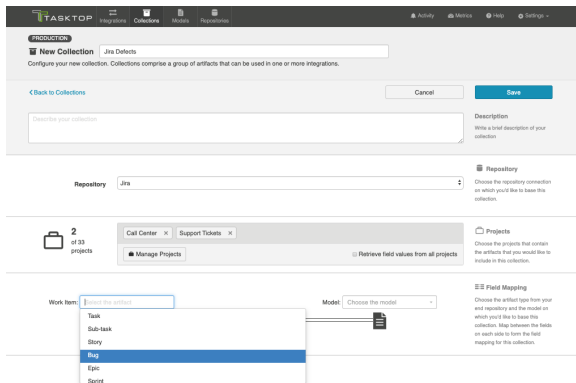 TASKTOP
Integrations
Collections
Models
Repositories
Activity
Metrics
Help
Settings
PRODUCTION
New Collection
Jira Defects
Configure your new collection. Collections comprise a group of artifacts that can be used in one or more integrations.
Back to Collections
Cancel
Save
Describe your collection
Description
Write a brief description of your
collection
Repository
Jira
Repository
Choose the repository connection
on which you'd like to base this
collection.
2
of 33
projects
Call Center ×
Support Tickets ×
Manage Projects
Retrieve field values from all projects
Projects
Choose the projects that contain
the artifacts that you would like to
include in this collection.
Work Item:
Select the artifact
Model:
Choose the model
Task
Sub-task
Story
Bug
Epic
Sprint
Field Mapping
Choose the artifact type from your
end repository and the model on
which you'd like to base this
collection. Map between the fields
on each side to form the field
mapping for this collection.